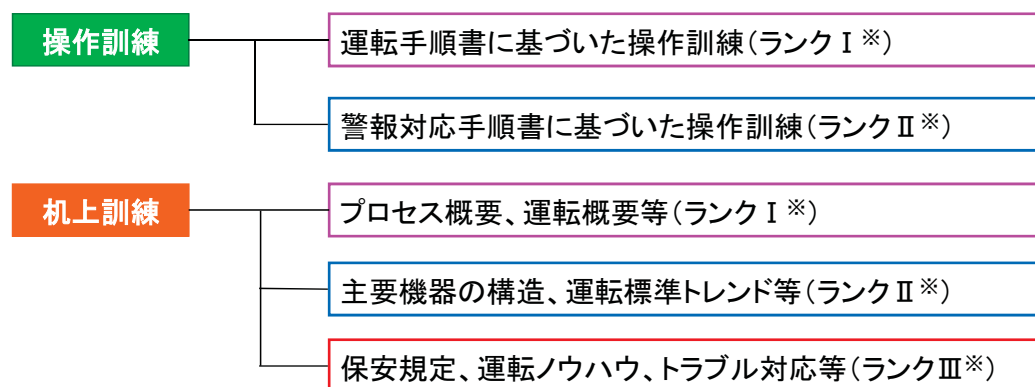 操作訓練
運転手順書に基づいた操作訓練(ランクⅠ※)
警報対応手順書に基づいた操作訓練(ランクⅡ※)
机上訓練
プロセス概要、運転概要等(ランクⅠ※)
主要機器の構造、運転標準トレンド等(ランクⅡ※)
保安規定、運転ノウハウ、トラブル対応等(ランクⅢ※)